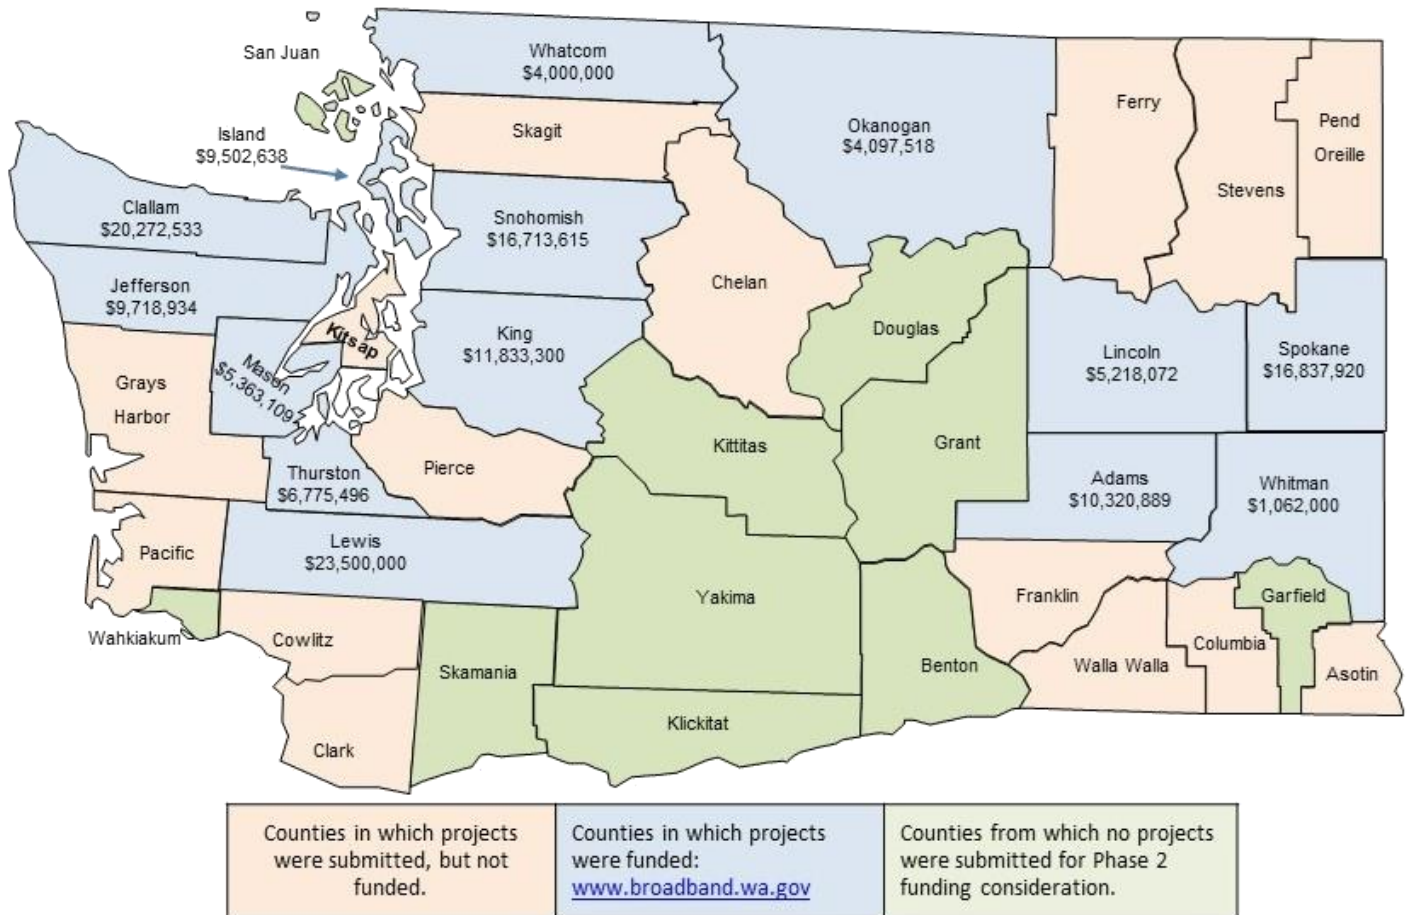 San Juan
Whatcom
$4,000,000
Island
$9,502,638
Skagit
Okanogan
$4,097,518
Ferry
Pend
Oreille
Stevens
Clallam
$20,272,533
Snohomish
$16,713,615
Jefferson
$9,718,934
Chelan
Douglas
Kitsap
King
$11,833,300
Lincoln
$5,218,072
Spokane
$16,837,920
Mason
$5,363,109
Grays
Harbor
Kittitas
Grant
Thurston
$6,775,496
Pierce
Adams
$10,320,889
Whitman
$1,062,000
Pacific
Lewis
$23,500,000
Yakima
Franklin
Garfield
Wahkiakum
Cowlitz
Skamania
Benton
Walla Walla
Columbia
Asotin
Klickitat
Clark
Counties in which projects
were submitted, but not
funded.
Counties in which projects
were funded:
www.broadband.wa.gov
Counties from which no projects
were submitted for Phase 2
funding consideration.